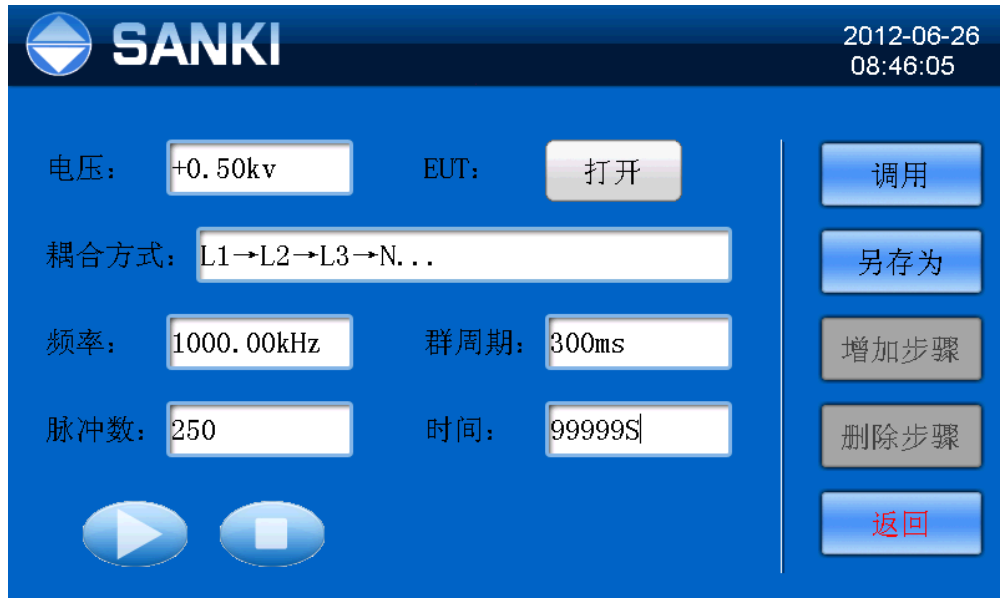 SANKI
2012-06-26
08:46:05
电压： +0.50kv EUT： 打开
耦合方式： L1→L2→L3→N...
频率： 1000.00kHz 群周期： 300ms
脉冲数： 250 时间： 99999S
调用
另存为
增加步骤
删除步骤
返回